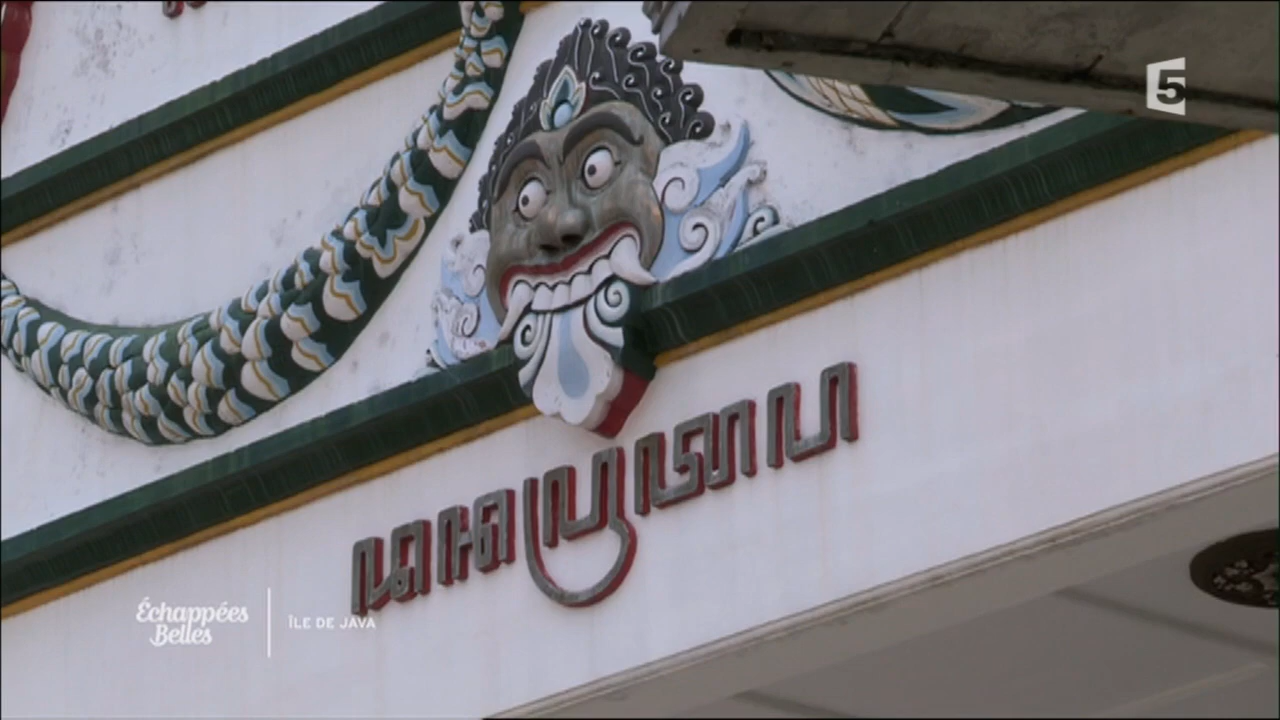 ꦢꦤꦥꦿꦠꦥ
5
Échappées
Belles
ÎLE DE JAVA